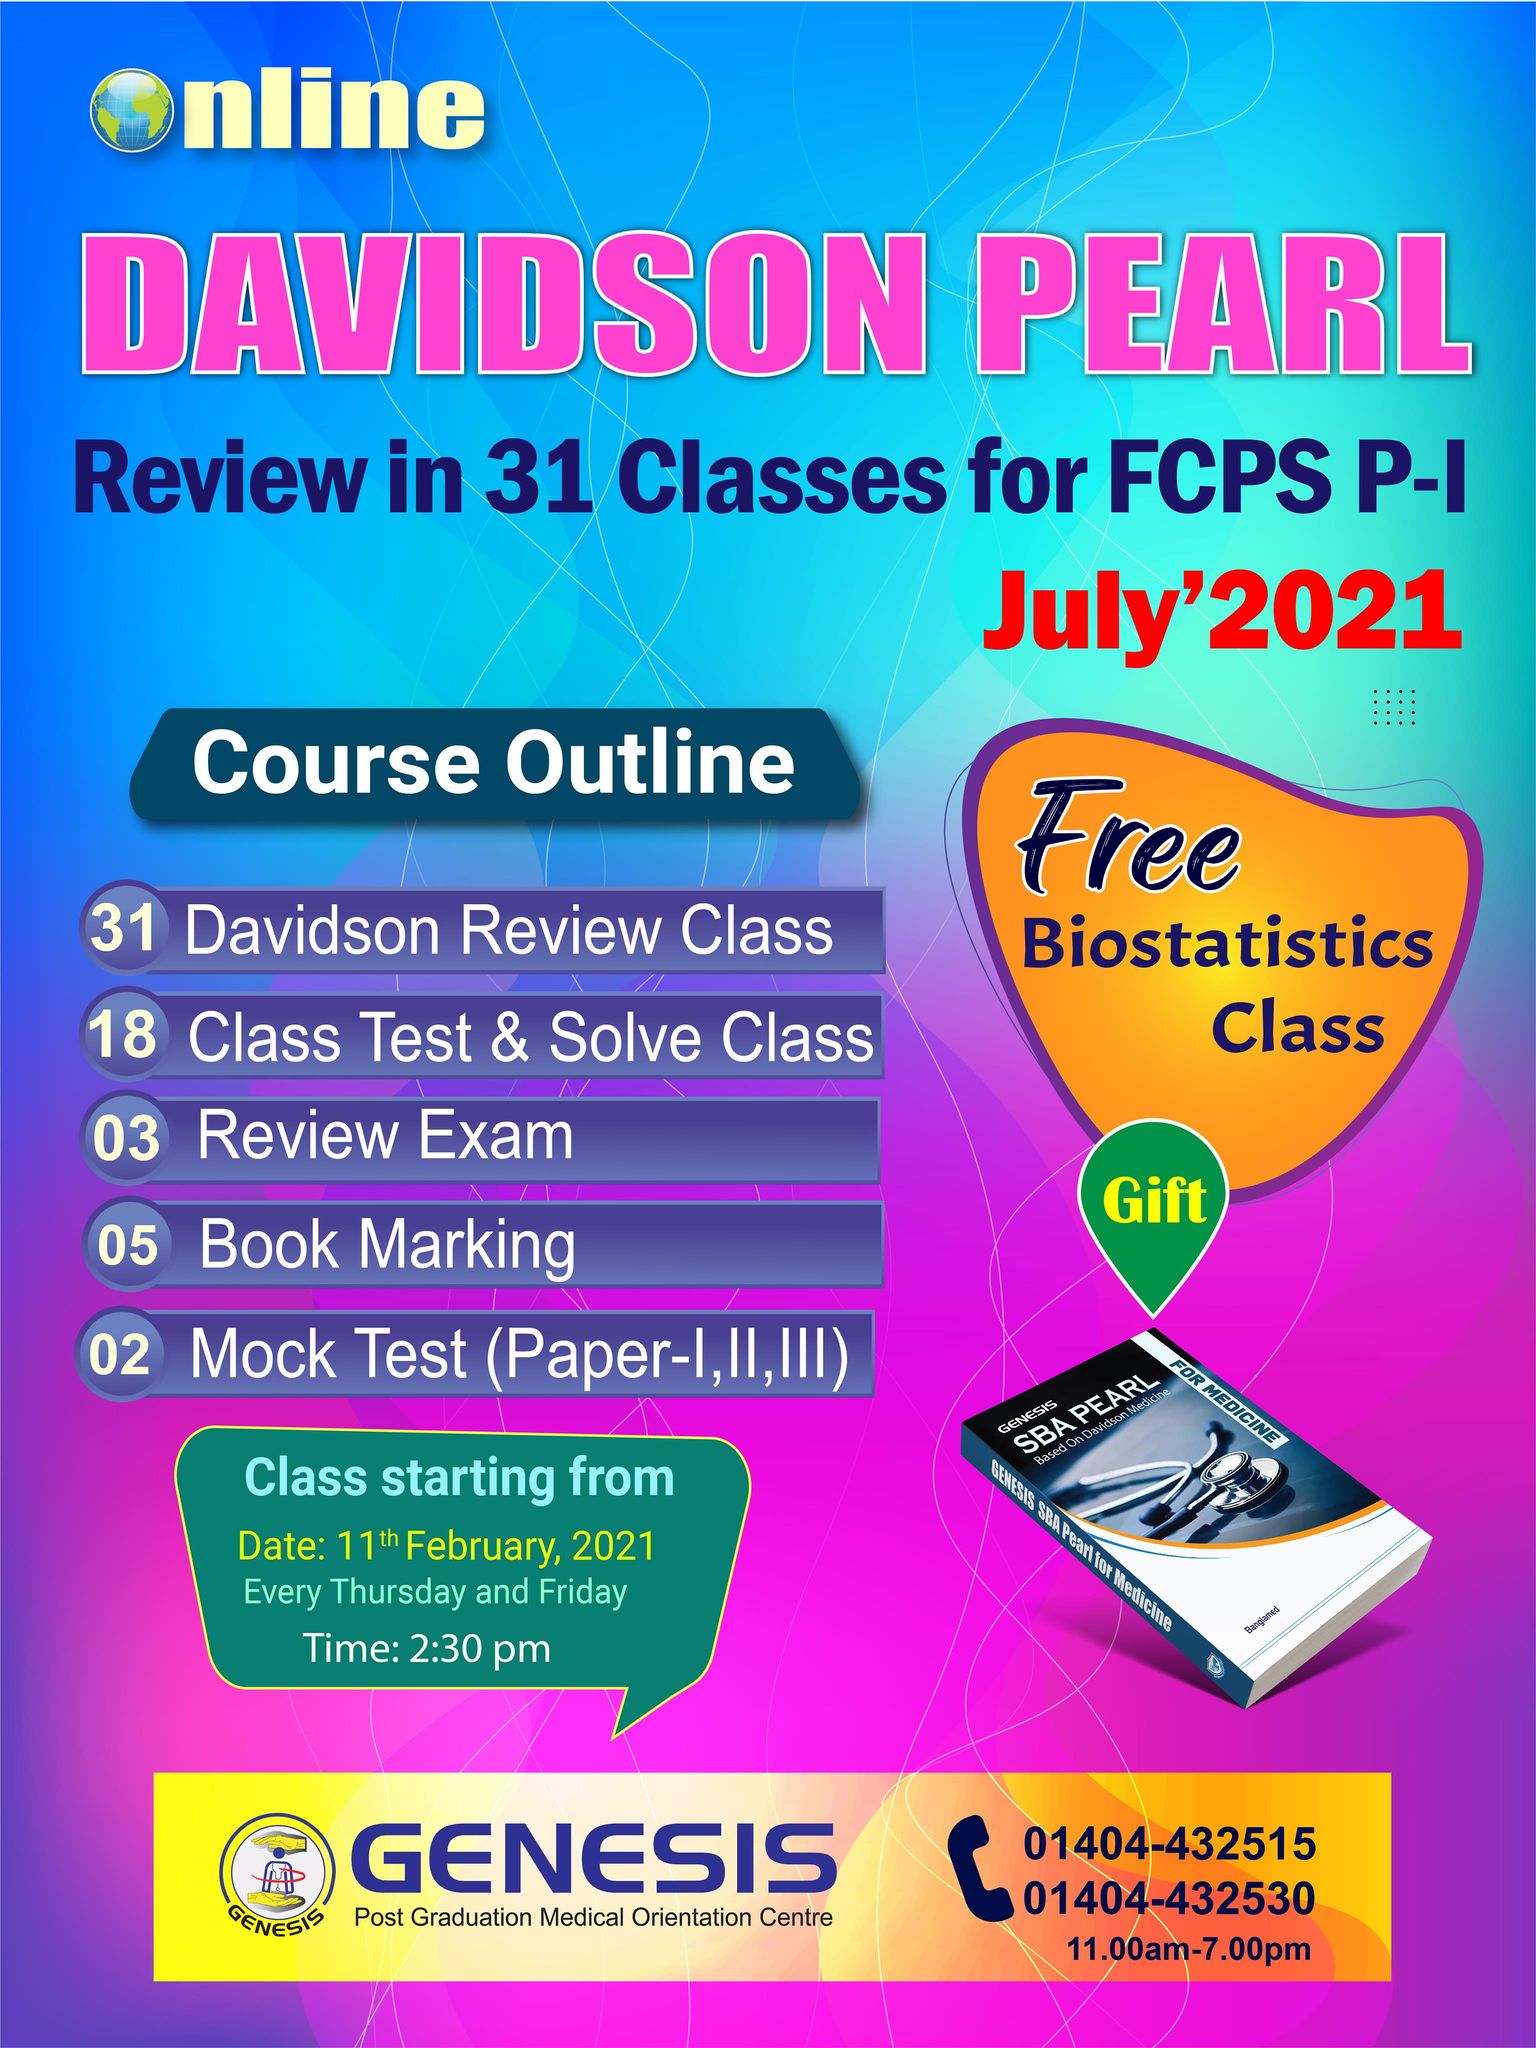 Online
DAVIDSON PEARL
Review in 31 Classes for FCPS P-I
July'2021
Course Outline
31 Davidson Review Class
18 Class Test & Solve Class
03 Review Exam
05 Book Marking
02 Mock Test (Paper-I,II,III)
Free
Biostatistics
Class
Gift
FOR MEDICINE
GENESIS
SBA PEARL
Based On Davidson Medicine
GENESIS SBA Pearl for Medicine
Banglamed
Class starting from
Date: 11th February, 2021
Every Thursday and Friday
Time: 2:30 pm
GENESIS
GENESIS
Post Graduation Medical Orientation Centre
01404-432515
01404-432530
11.00am-7.00pm